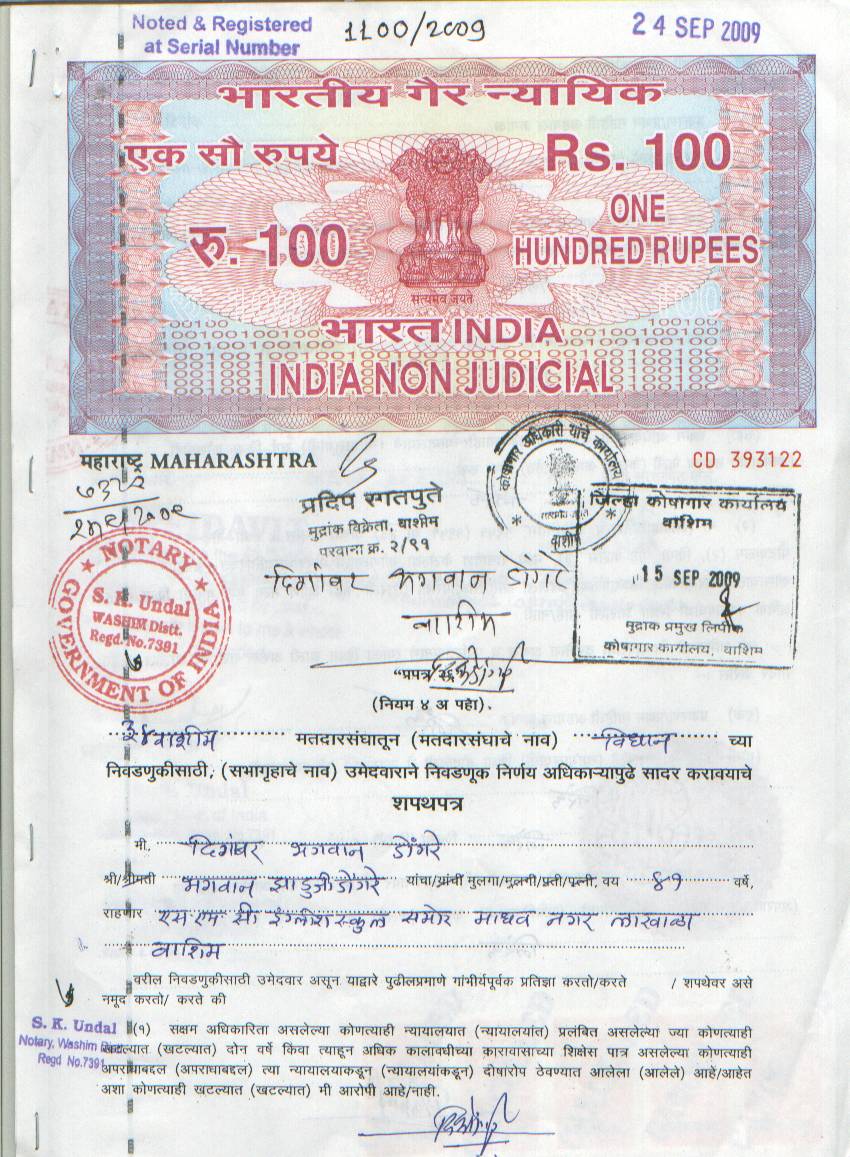 Noted & Registered
at Serial Number
1100/2009
24 SEP 2009
भारतीय गैर न्यायिक
एक सौ रुपये
Rs. 100
रु. 100
ONE
HUNDRED RUPEES
सत्यमेव जयते
भारत INDIA
INDIA NON JUDICIAL
महाराष्ट्र MAHARASHTRA
CD 393122
कोषागार अधिकारी यांचे कार्यालय
वाशीम
प्रदिप सातपुते
मुद्रांक विक्रेता, वाशीम
परवाना क्र. २/९१
जिल्हा कोषागार कार्यालय
वाशिम
15 SEP 2009
मुद्रांक प्रमुख लिपीक
कोषागार कार्यालय, वाशिम
NOTARY
S. K. Undal
WASHIM Distt.
Regd. No.7391
GOVERNMENT OF INDIA
दिगांबर भगवान डोंगरे
वाशीम
"प्रपत्र २६
(नियम ४ अ पहा).
३४ वाशीम मतदारसंघातून (मतदारसंघाचे नाव) विधान च्या
निवडणुकीसाठी, (सभागृहाचे नाव) उमेदवाराने निवडणूक निर्णय अधिकाऱ्यापुढे सादर करावयाचे
शपथपत्र
मी. दिगांबर भगवान डोंगरे
श्री/श्रीमती भगवान झाडुजी डोंगरे यांचा/यांची मुलगा/मुलगी/पती/पत्नी, वय ४१ वर्षे,
राहणार एस.एम.सी इंग्लीश स्कुल समोर माधव नगर लाखाळा
वाशिम
वरील निवडणुकीसाठी उमेदवार असून याद्वारे पुढीलप्रमाणे गांभीर्यपूर्वक प्रतिज्ञा करतो/करते / शपथेवर असे
नमूद करतो/ करते की
S. K. Undal
Notary, Washim Distt.
Regd No.7391
(१) सक्षम अधिकारिता असलेल्या कोणत्याही न्यायालयात (न्यायालयांत) प्रलंबित असलेल्या ज्या कोणत्याही
खटल्यात (खटल्यात) दोन वर्षे किंवा त्याहून अधिक कालावधीच्या कारावासाच्या शिक्षेस पात्र असलेल्या कोणत्याही
अपराधाबद्दल (अपराधाबद्दल) त्या न्यायालयाकडून (न्यायालयांकडून) दोषारोप ठेवण्यात आलेला (आलेले) आहे/आहेत
अशा कोणत्याही खटल्यात (खटल्यात) मी आरोपी आहे/नाही.